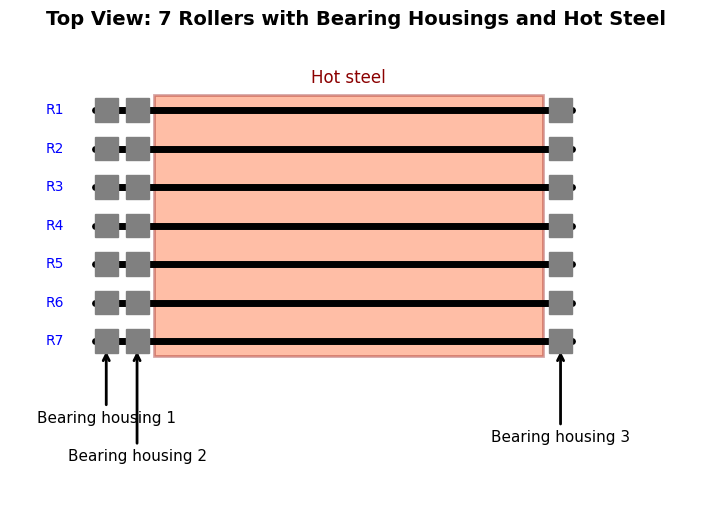 Top View: 7 Rollers with Bearing Housings and Hot Steel
Hot steel
R1
R2
R3
R4
R5
R6
R7
Bearing housing 1
Bearing housing 3
Bearing housing 2